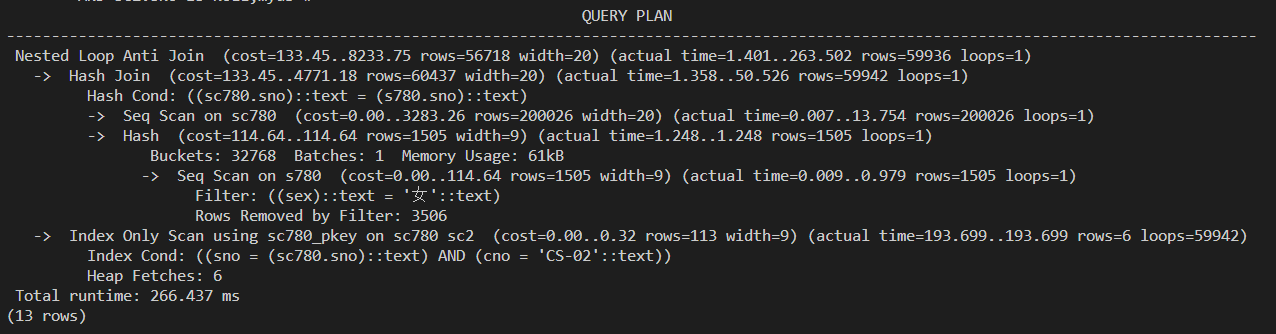 QUERY PLAN
----------------------------------------------------------------------------------------------------------------------------------------------
Nested Loop Anti Join  (cost=133.45..8233.75 rows=56718 width=20) (actual time=1.401..263.502 rows=59936 loops=1)
->  Hash Join  (cost=133.45..4771.18 rows=60437 width=20) (actual time=1.358..50.526 rows=59942 loops=1)
Hash Cond: ((sc780.sno)::text = (s780.sno)::text)
->  Seq Scan on sc780  (cost=0.00..3283.26 rows=200026 width=20) (actual time=0.007..13.754 rows=200026 loops=1)
->  Hash  (cost=114.64..114.64 rows=1505 width=9) (actual time=1.248..1.248 rows=1505 loops=1)
Buckets: 32768  Batches: 1  Memory Usage: 61kB
->  Seq Scan on s780  (cost=0.00..114.64 rows=1505 width=9) (actual time=0.009..0.979 rows=1505 loops=1)
Filter: ((sex)::text = '女'::text)
Rows Removed by Filter: 3506
->  Index Only Scan using sc780_pkey on sc780 sc2  (cost=0.00..0.32 rows=113 width=9) (actual time=193.699..193.699 rows=6 loops=59942)
Index Cond: ((sno = (sc780.sno)::text) AND (cno = 'CS-02'::text))
Heap Fetches: 6
Total runtime: 266.437 ms
(13 rows)